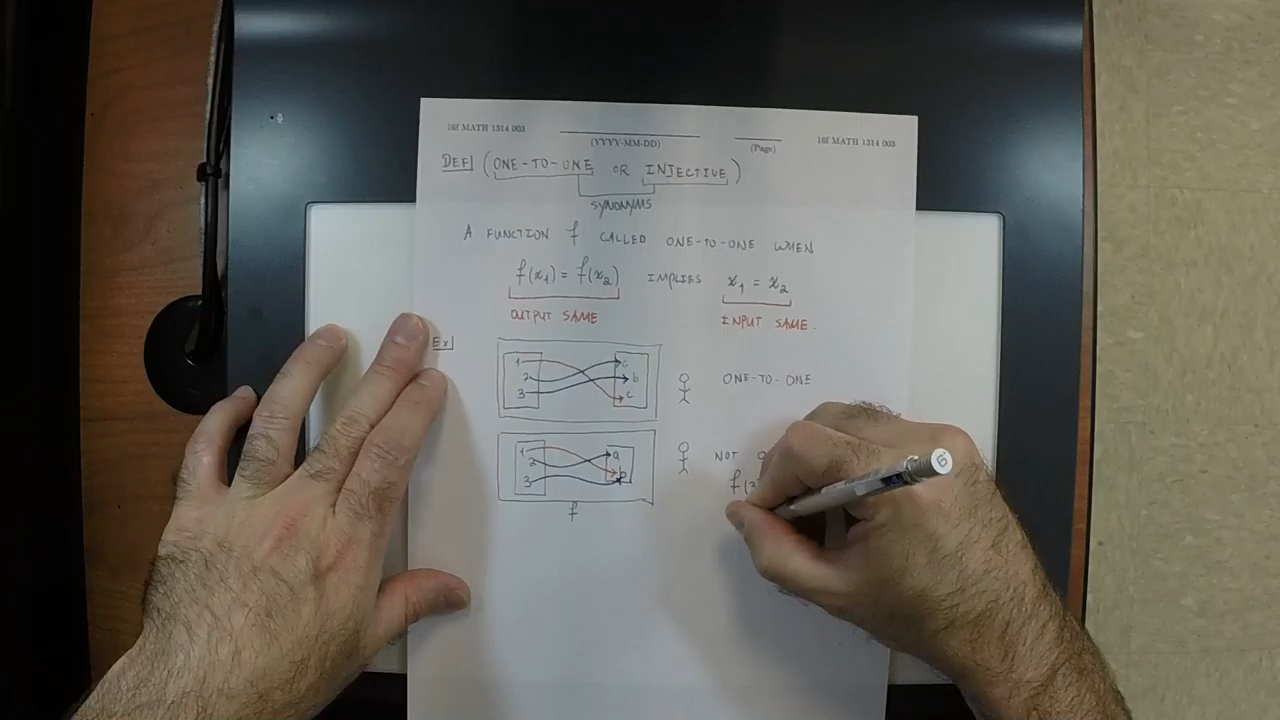 16f MATH 1314 003
(YYYY-MM-DD)
(Page)
16f MATH 1314 003
DEF (ONE-TO-ONE OR INJECTIVE)
SYNONYMS
A FUNCTION f CALLED ONE-TO-ONE WHEN
f(x₁) = f(x₂) IMPLIES x₁ = x₂
OUTPUT SAME INPUT SAME.
Ex
1
2 b
3 c
ONE-TO-ONE
1 a
2 b
3
NOT
f